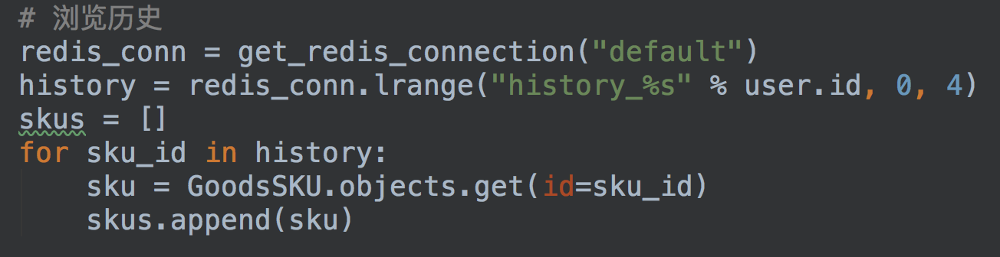 # 浏览历史
redis_conn = get_redis_connection("default")
history = redis_conn.lrange("history_%s" % user.id, 0, 4)
skus = []
for sku_id in history:
    sku = GoodsSKU.objects.get(id=sku_id)
    skus.append(sku)